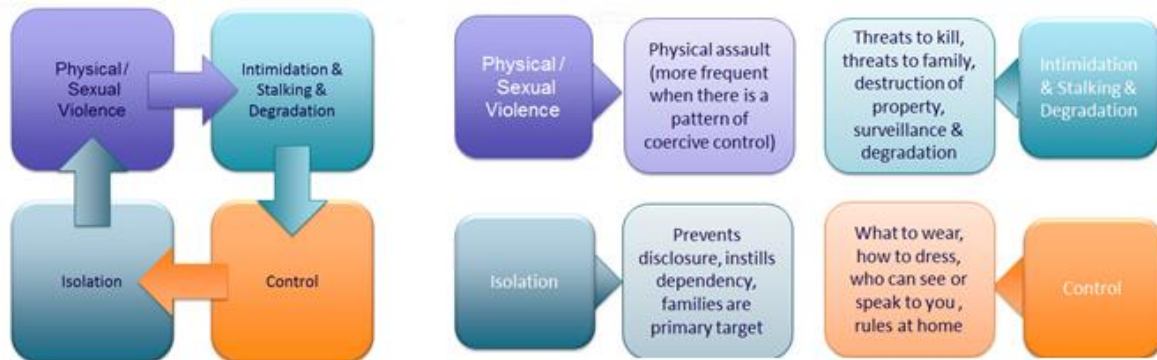 Physical /
Sexual
Violence
Intimidation &
Stalking &
Degradation
Isolation
Control
Physical /
Sexual
Violence
Physical assault
(more frequent
when there is a
pattern of
coercive control)
Threats to kill,
threats to family,
destruction of
property,
surveillance &
degradation
Intimidation
& Stalking &
Degradation
Isolation
Prevents
disclosure, instills
dependency,
families are
primary target
What to wear,
how to dress,
who can see or
speak to you ,
rules at home
Control